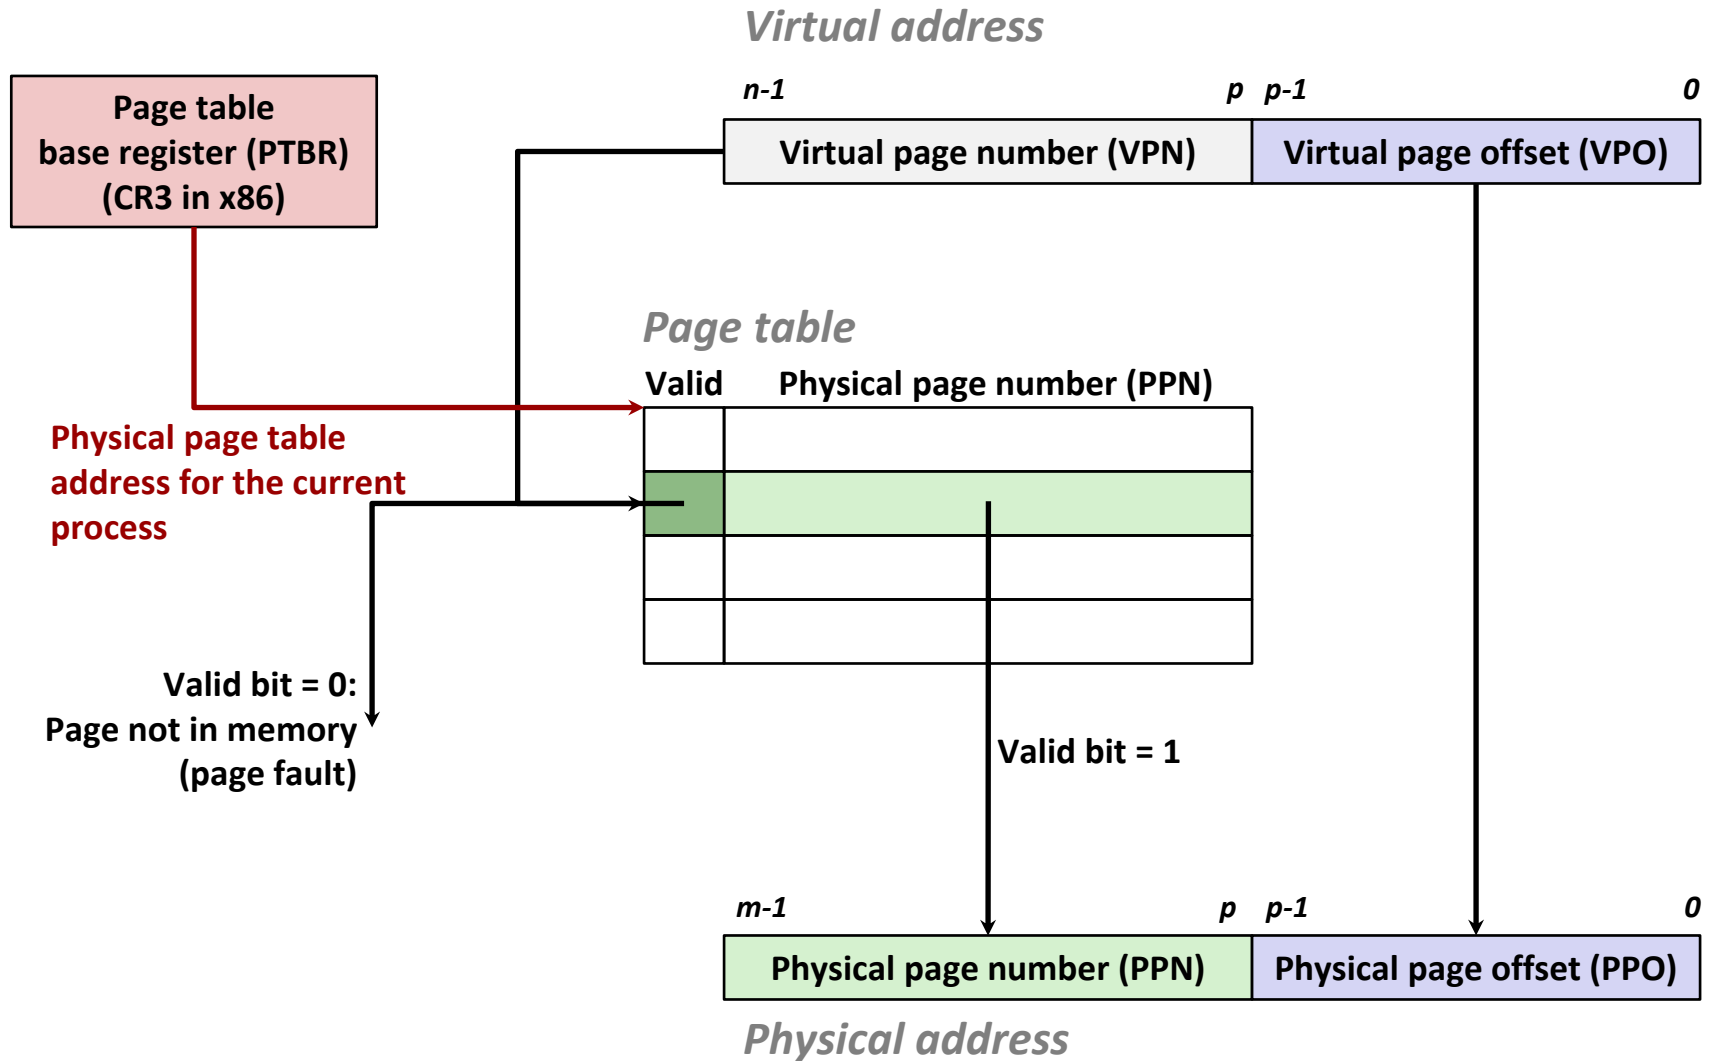 Virtual address
n-1 p p-1 0
Page table
base register (PTBR)
(CR3 in x86)
Virtual page number (VPN) Virtual page offset (VPO)
Page table
Valid Physical page number (PPN)
Physical page table
address for the current
process
Valid bit = 0:
Page not in memory
(page fault)
Valid bit = 1
m-1 p p-1 0
Physical page number (PPN) Physical page offset (PPO)
Physical address